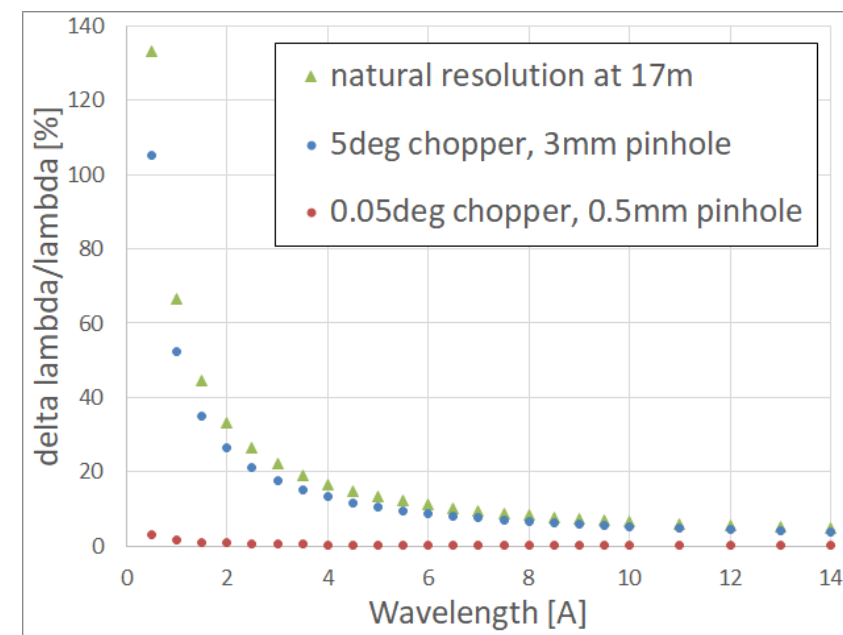 140
120
100
80
60
40
20
0
delta lambda/lambda [%]
natural resolution at 17m
5deg chopper, 3mm pinhole
0.05deg chopper, 0.5mm pinhole
0 2 4 6 8 10 12 14
Wavelength [A]